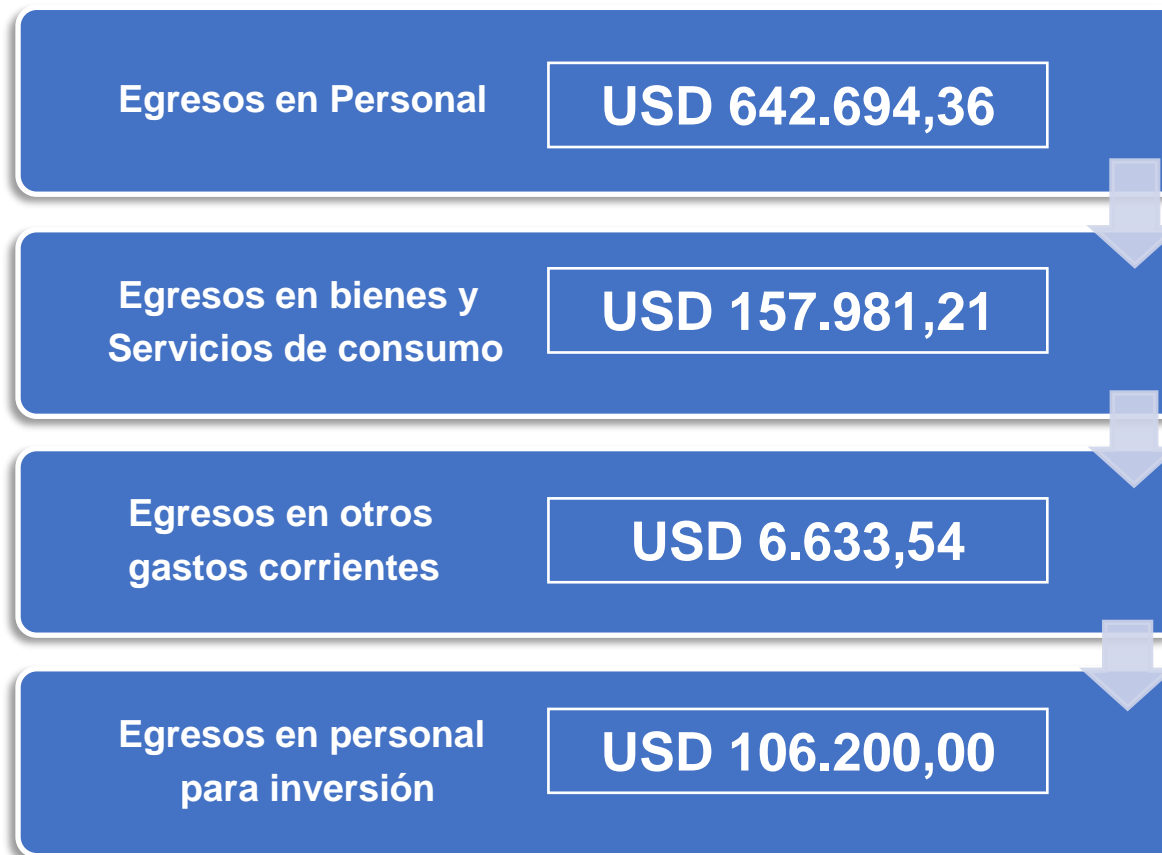 Egresos en Personal
USD 642.694,36
Egresos en bienes y
Servicios de consumo
USD 157.981,21
Egresos en otros
gastos corrientes
USD 6.633,54
Egresos en personal
para inversión
USD 106.200,00